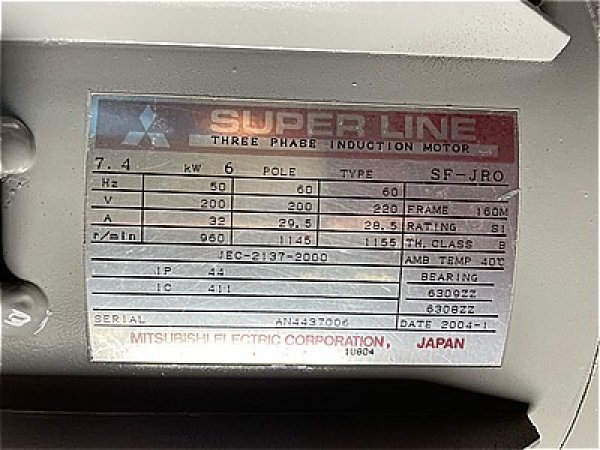 SUPER LINE
THREE PHASE INDUCTION MOTOR
7.4 kW 6 POLE TYPE SF-JRO
Hz 50 60 60
V 200 200 220 FRAME 160M
A 32 29.5 28.5 RATING S1
r/min 960 1145 1155 TH. CLASS B
JEC-2137-2000 AMB TEMP 40℃
IP 44 BEARING
IC 411 6309ZZ
6308ZZ
SERIAL AN4437006 DATE 2004-1
MITSUBISHI ELECTRIC CORPORATION, JAPAN
1U804